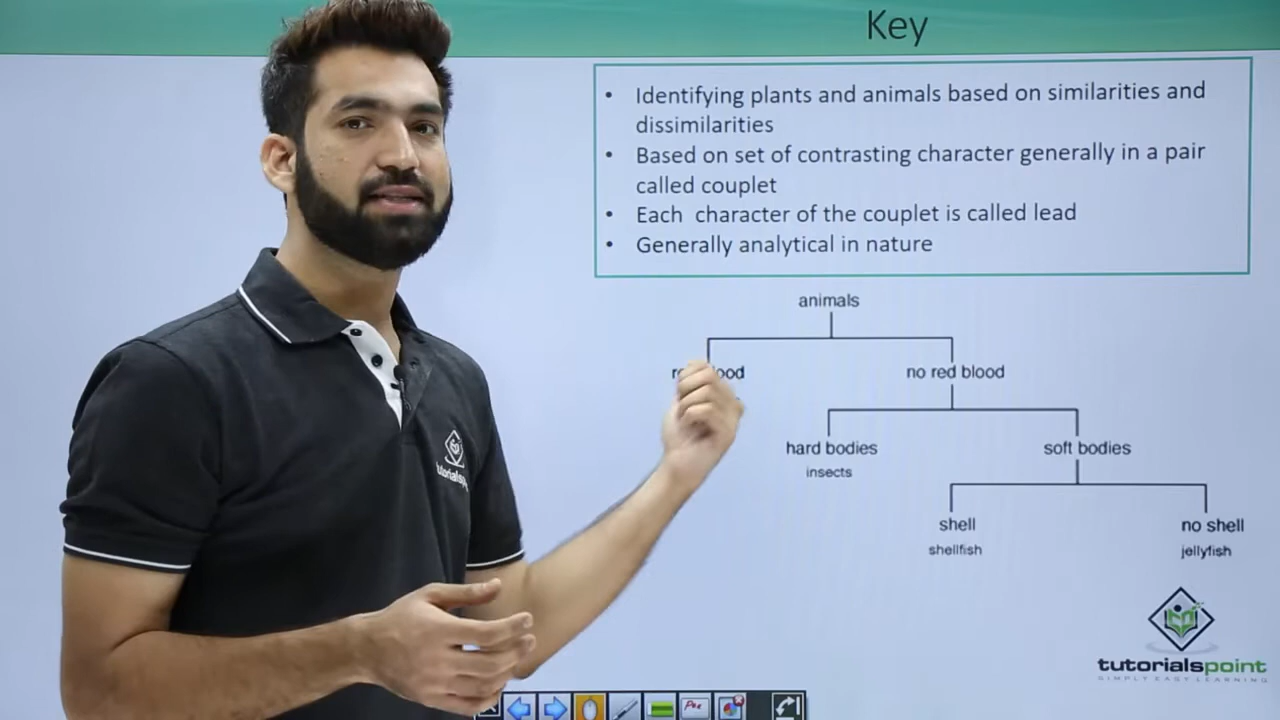 Key
• Identifying plants and animals based on similarities and
dissimilarities
• Based on set of contrasting character generally in a pair
called couplet
• Each character of the couplet is called lead
• Generally analytical in nature
animals
no red blood
hard bodies
soft bodies
insects
shell
no shell
shellfish
jellyfish
tutorialspoint
SIMPLY EASY LEARNING